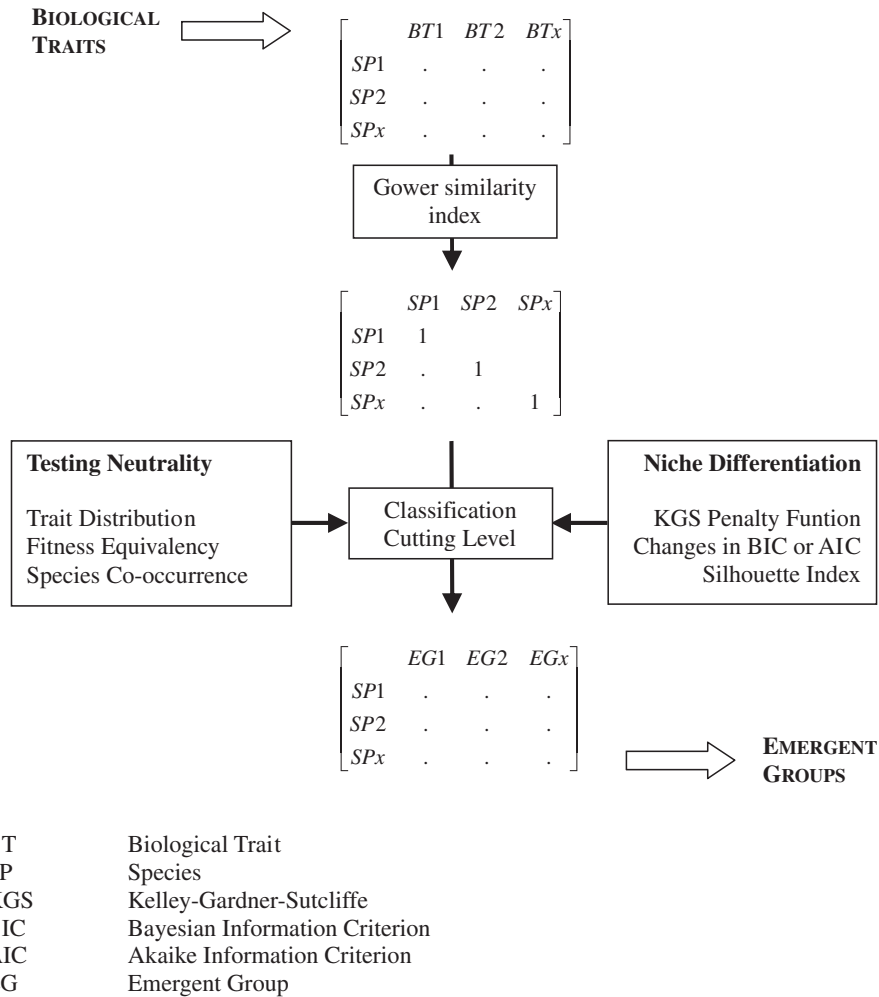 BIOLOGICAL
TRAITS
BT1 BT2 BTx
SP1 . . .
SP2 . . .
SPx . . .
Gower similarity
index
SP1 SP2 SPx
SP1 1
SP2 . 1
SPx . . 1
Testing Neutrality
Trait Distribution
Fitness Equivalency
Species Co-occurrence
Classification
Cutting Level
Niche Differentiation
KGS Penalty Funtion
Changes in BIC or AIC
Silhouette Index
EG1 EG2 EGx
SP1 . . .
SP2 . . .
SPx . . .
EMERGENT
GROUPS
T Biological Trait
P Species
KGS Kelley-Gardner-Sutcliffe
IC Bayesian Information Criterion
AIC Akaike Information Criterion
G Emergent Group